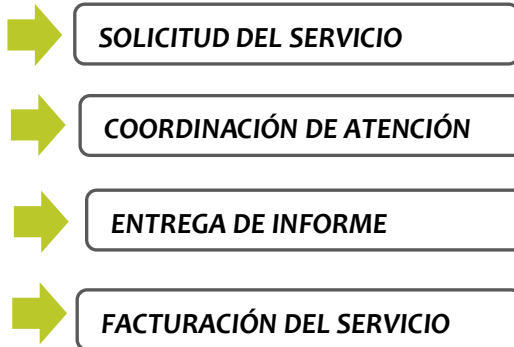 SOLICITUD DEL SERVICIO
COORDINACIÓN DE ATENCIÓN
ENTREGA DE INFORME
FACTURACIÓN DEL SERVICIO